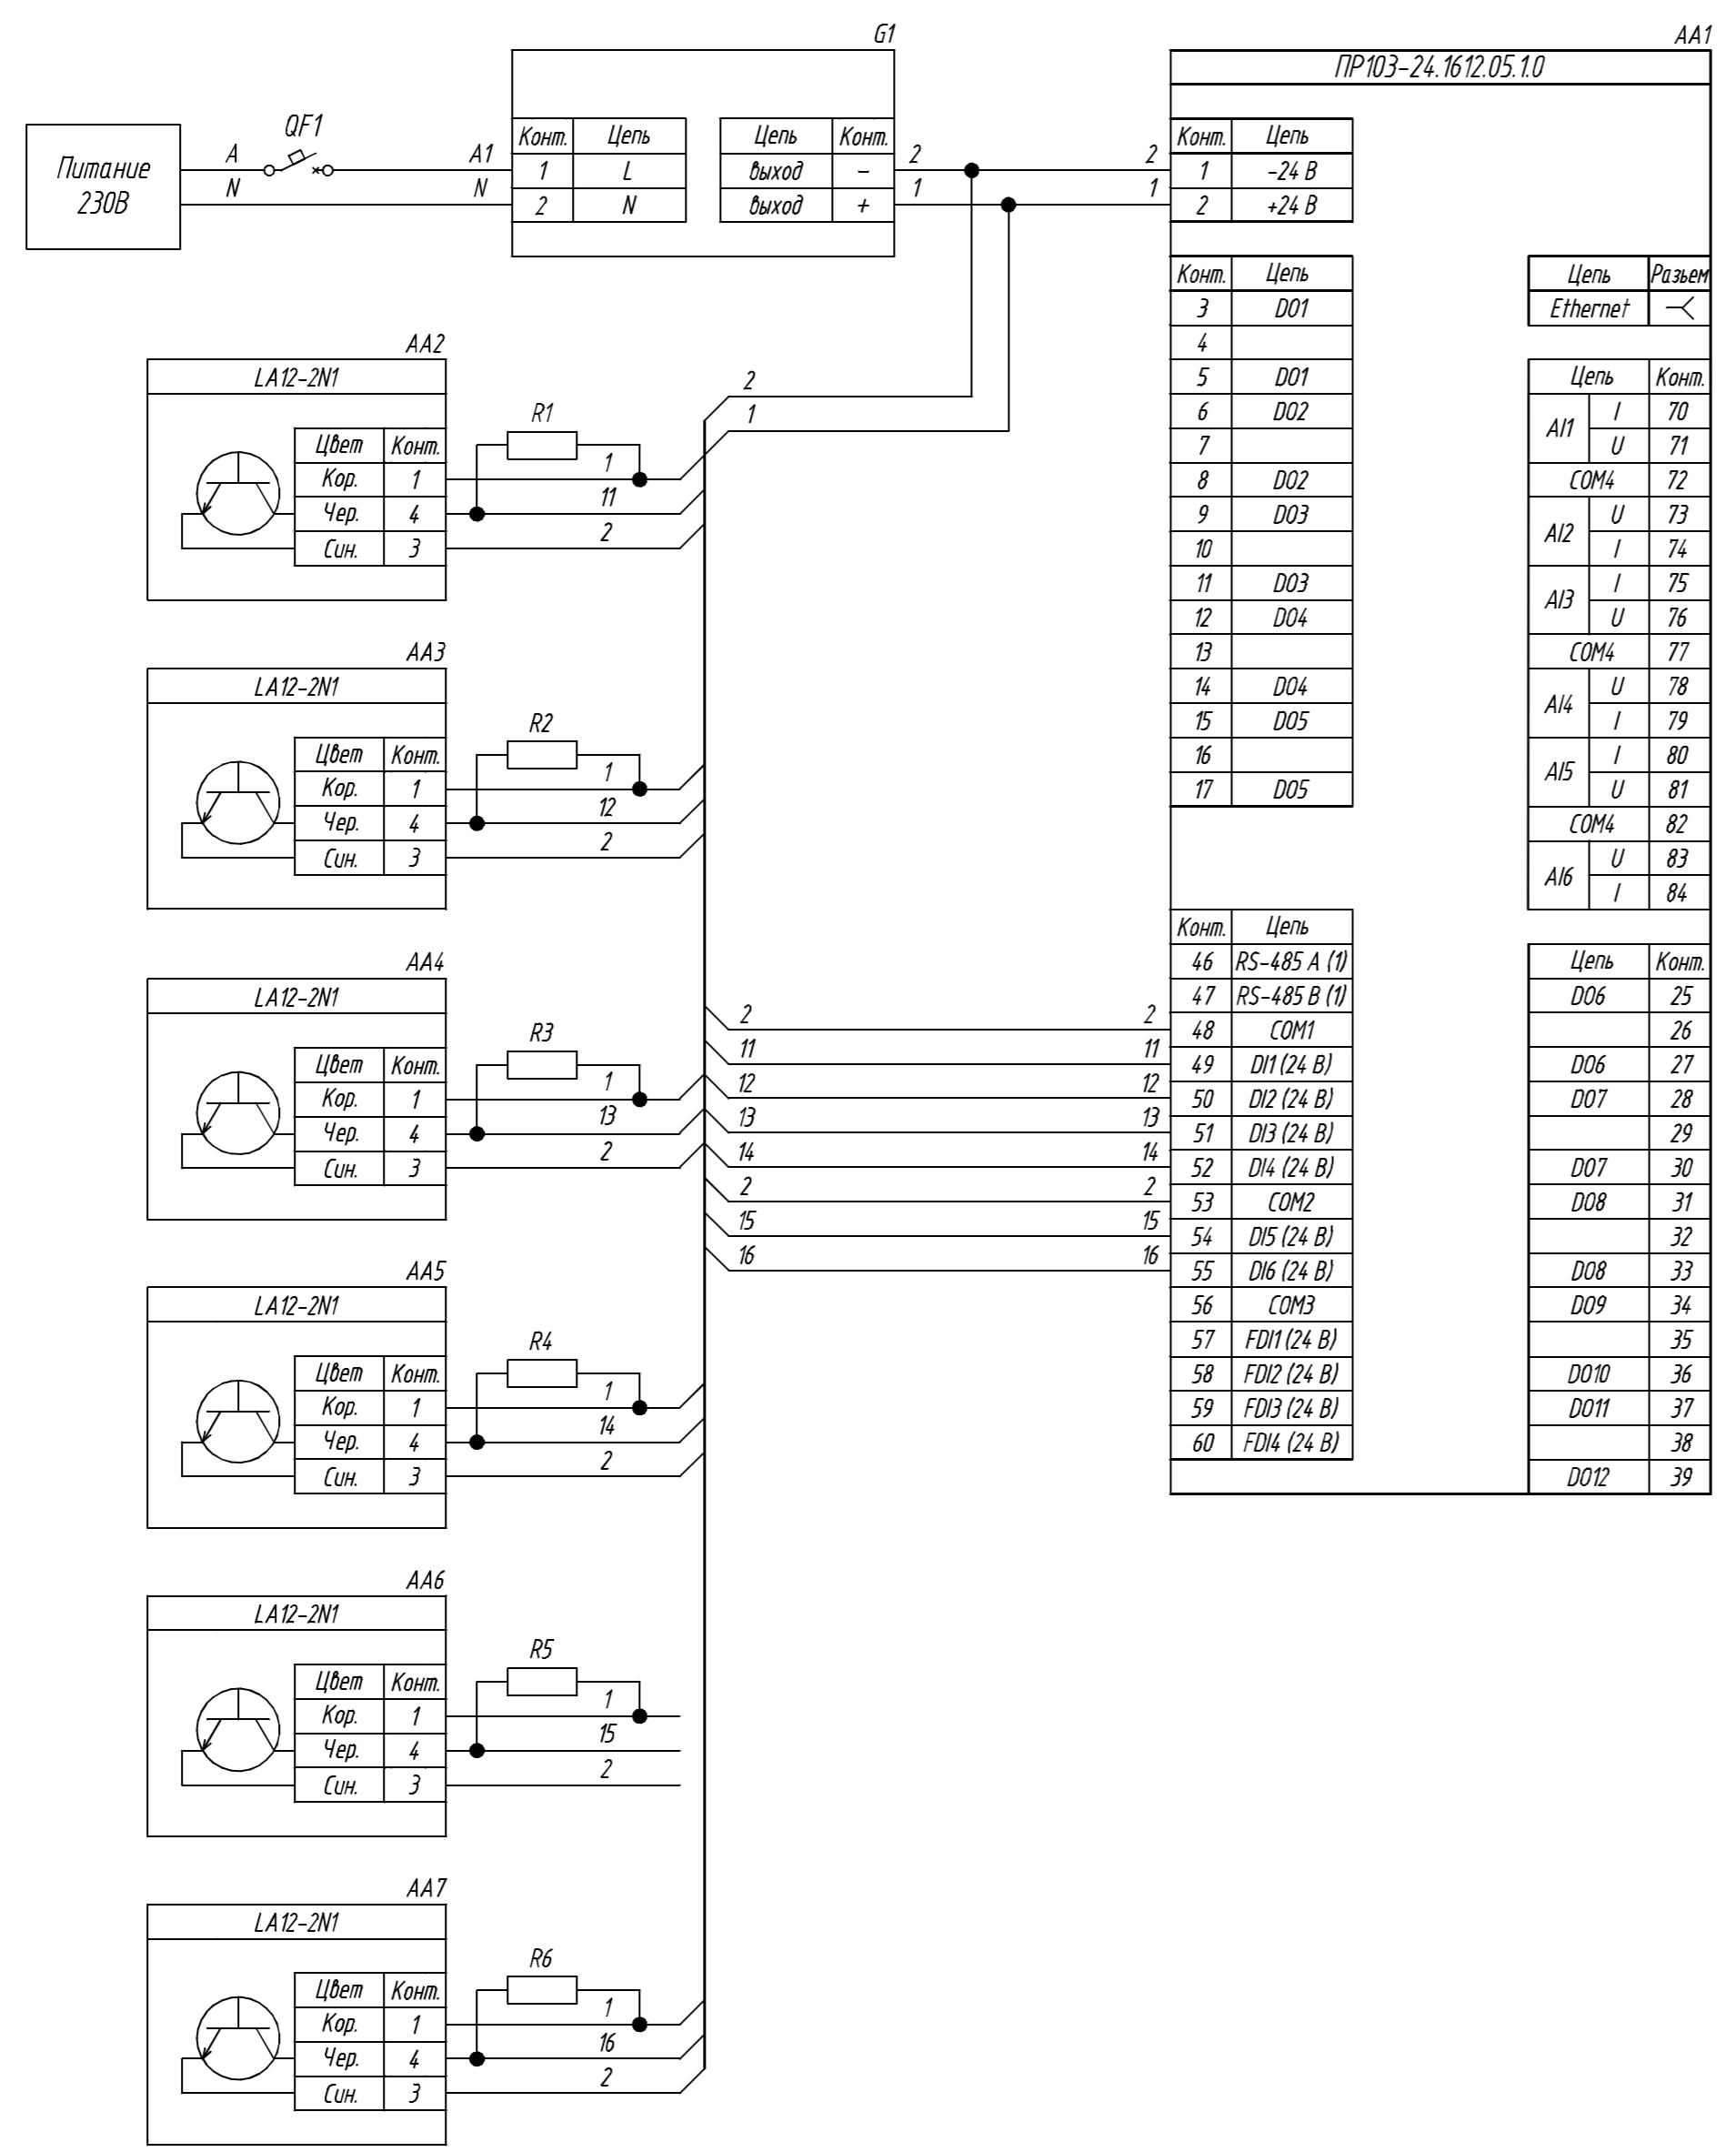 G1
AA1
ПР103-24.1612.05.1.0
Питание
230В
A
QF1
A1
N
N
Конт. Цепь
1 L
2 N
Цепь Конт.
выход -
выход +
2
1
2
1
Конт. Цепь
1 -24 В
2 +24 В
Конт. Цепь
3 DO1
4
5 DO1
6 DO2
7
8 DO2
9 DO3
10
11 DO3
12 DO4
13
14 DO4
15 DO5
16
17 DO5
Цепь Разьем
Ethernet
Цепь Конт.
AI1 I 70
U 71
COM4 72
AI2 U 73
I 74
AI3 I 75
U 76
COM4 77
AI4 U 78
I 79
AI5 I 80
U 81
COM4 82
AI6 U 83
I 84
Конт. Цепь
46 RS-485 A (1)
47 RS-485 B (1)
48 COM1
49 DI1 (24 В)
50 DI2 (24 В)
51 DI3 (24 В)
52 DI4 (24 В)
53 COM2
54 DI5 (24 В)
55 DI6 (24 В)
56 COM3
57 FDI1 (24 В)
58 FDI2 (24 В)
59 FDI3 (24 В)
60 FDI4 (24 В)
Цепь Конт.
DO6 25
26
DO6 27
DO7 28
29
DO7 30
DO8 31
32
DO8 33
DO9 34
35
DO10 36
DO11 37
38
DO12 39
2
1
2 2
11 11
12 12
13 13
14 14
2 2
15 15
16 16
AA2
LA12-2N1
Цвет Конт.
Кор. 1
Чер. 4
Син. 3
R1
1
11
2
AA3
LA12-2N1
Цвет Конт.
Кор. 1
Чер. 4
Син. 3
R2
1
12
2
AA4
LA12-2N1
Цвет Конт.
Кор. 1
Чер. 4
Син. 3
R3
1
13
2
AA5
LA12-2N1
Цвет Конт.
Кор. 1
Чер. 4
Син. 3
R4
1
14
2
AA6
LA12-2N1
Цвет Конт.
Кор. 1
Чер. 4
Син. 3
R5
1
15
2
AA7
LA12-2N1
Цвет Конт.
Кор. 1
Чер. 4
Син. 3
R6
1
16
2